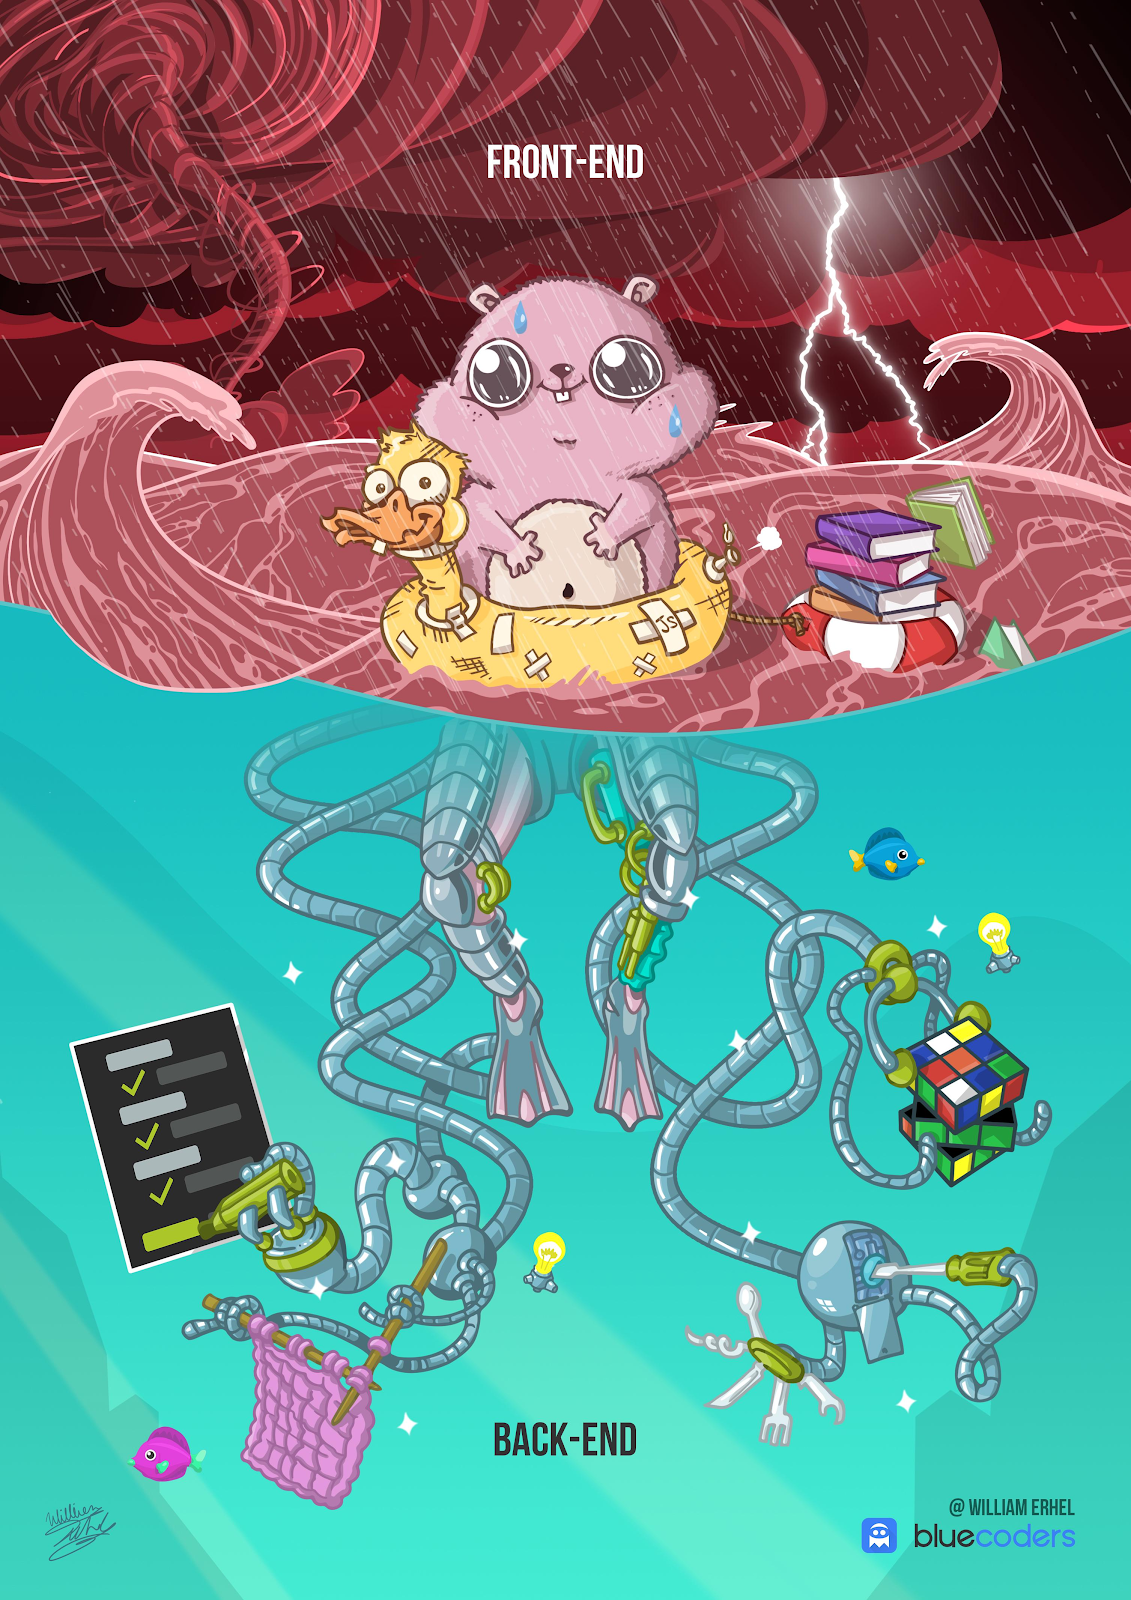 FRONT-END
JS
BACK-END
@ WILLIAM ERHEL
bluecoders